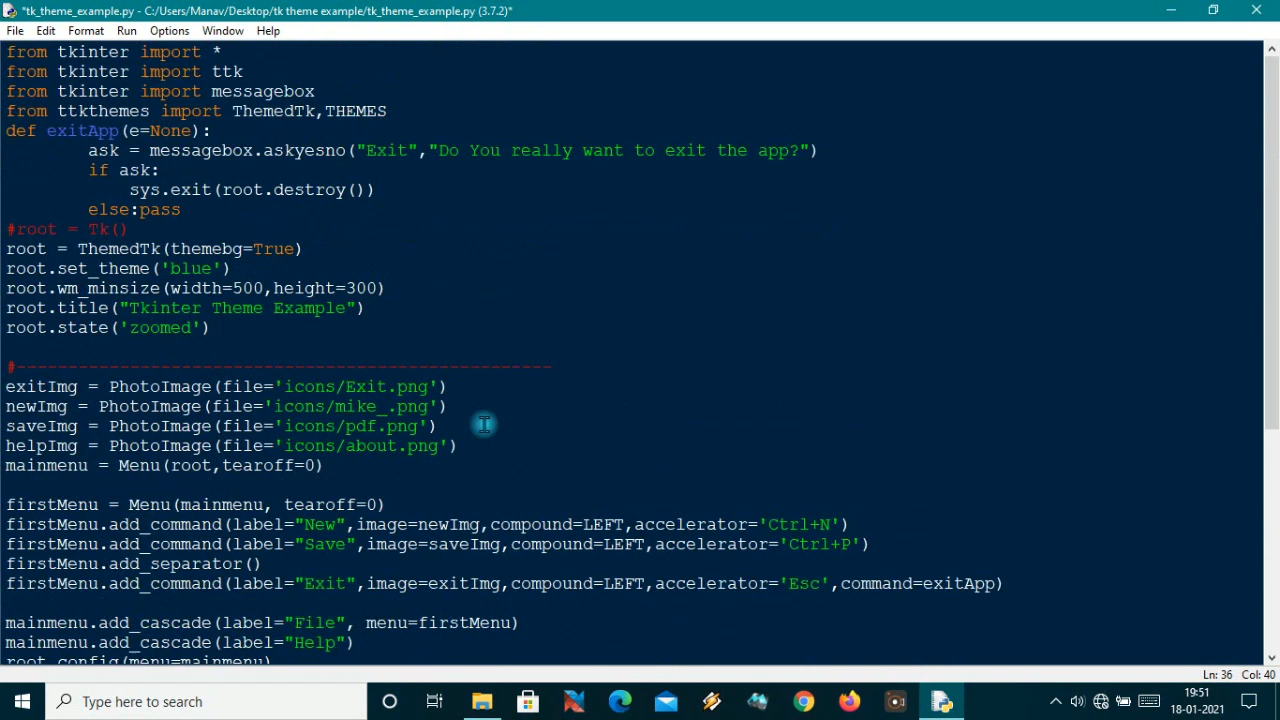 *tk_theme_example.py - C:/Users/Manav/Desktop/tk theme example/tk_theme_example.py (3.7.2)*
File Edit Format Run Options Window Help
from tkinter import *
from tkinter import ttk
from tkinter import messagebox
from ttkthemes import ThemedTk,THEMES
def exitApp(e=None):
        ask = messagebox.askyesno("Exit","Do You really want to exit the app?")
        if ask:
            sys.exit(root.destroy())
        else:pass
#root = Tk()
root = ThemedTk(themebg=True)
root.set_theme('blue')
root.wm_minsize(width=500,height=300)
root.title("Tkinter Theme Example")
root.state('zoomed')
#----------------------------------------------------
exitImg = PhotoImage(file='icons/Exit.png')
newImg = PhotoImage(file='icons/mike_.png')
saveImg = PhotoImage(file='icons/pdf.png')
helpImg = PhotoImage(file='icons/about.png')
mainmenu = Menu(root,tearoff=0)
firstMenu = Menu(mainmenu, tearoff=0)
firstMenu.add_command(label="New",image=newImg,compound=LEFT,accelerator='Ctrl+N')
firstMenu.add_command(label="Save",image=saveImg,compound=LEFT,accelerator='Ctrl+P')
firstMenu.add_separator()
firstMenu.add_command(label="Exit",image=exitImg,compound=LEFT,accelerator='Esc',command=exitApp)
mainmenu.add_cascade(label="File", menu=firstMenu)
mainmenu.add_cascade(label="Help")
root.config(menu=mainmenu)
Ln: 36 Col: 40
Type here to search
19:51
18-01-2021